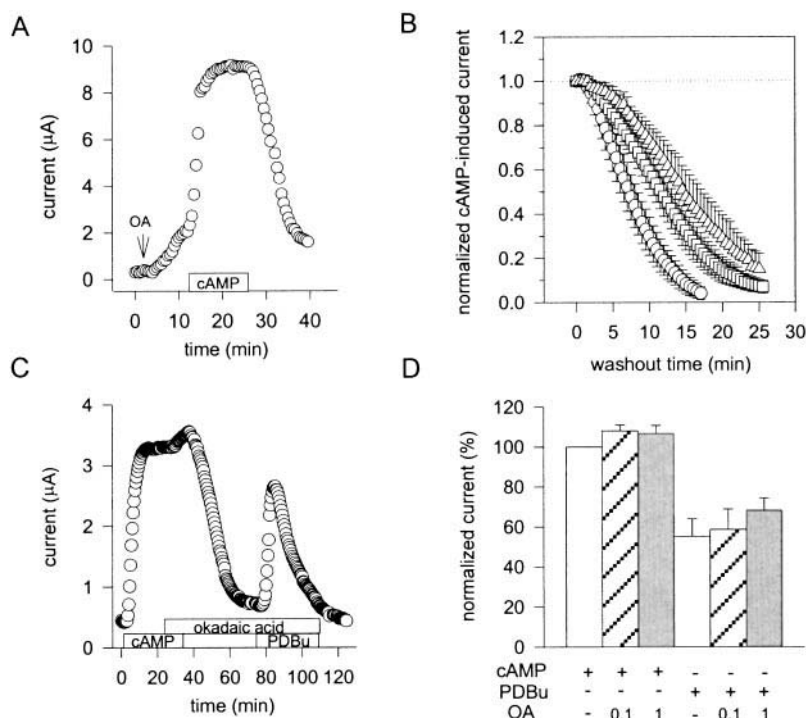 A
current (µA)
10
8
6
4
2
0
OA
cAMP
0 10 20 30 40
time (min)
B
normalized cAMP-induced current
1.2
1.0
0.8
0.6
0.4
0.2
0.0
0 5 10 15 20 25 30
washout time (min)
C
current (µA)
4
3
2
1
0
okadaic acid
cAMP PDBu
0 20 40 60 80 100 120
time (min)
D
normalized current (%)
120
100
80
60
40
20
0
cAMP + + + - - -
PDBu - - - + + +
OA - 0.1 1 - 0.1 1